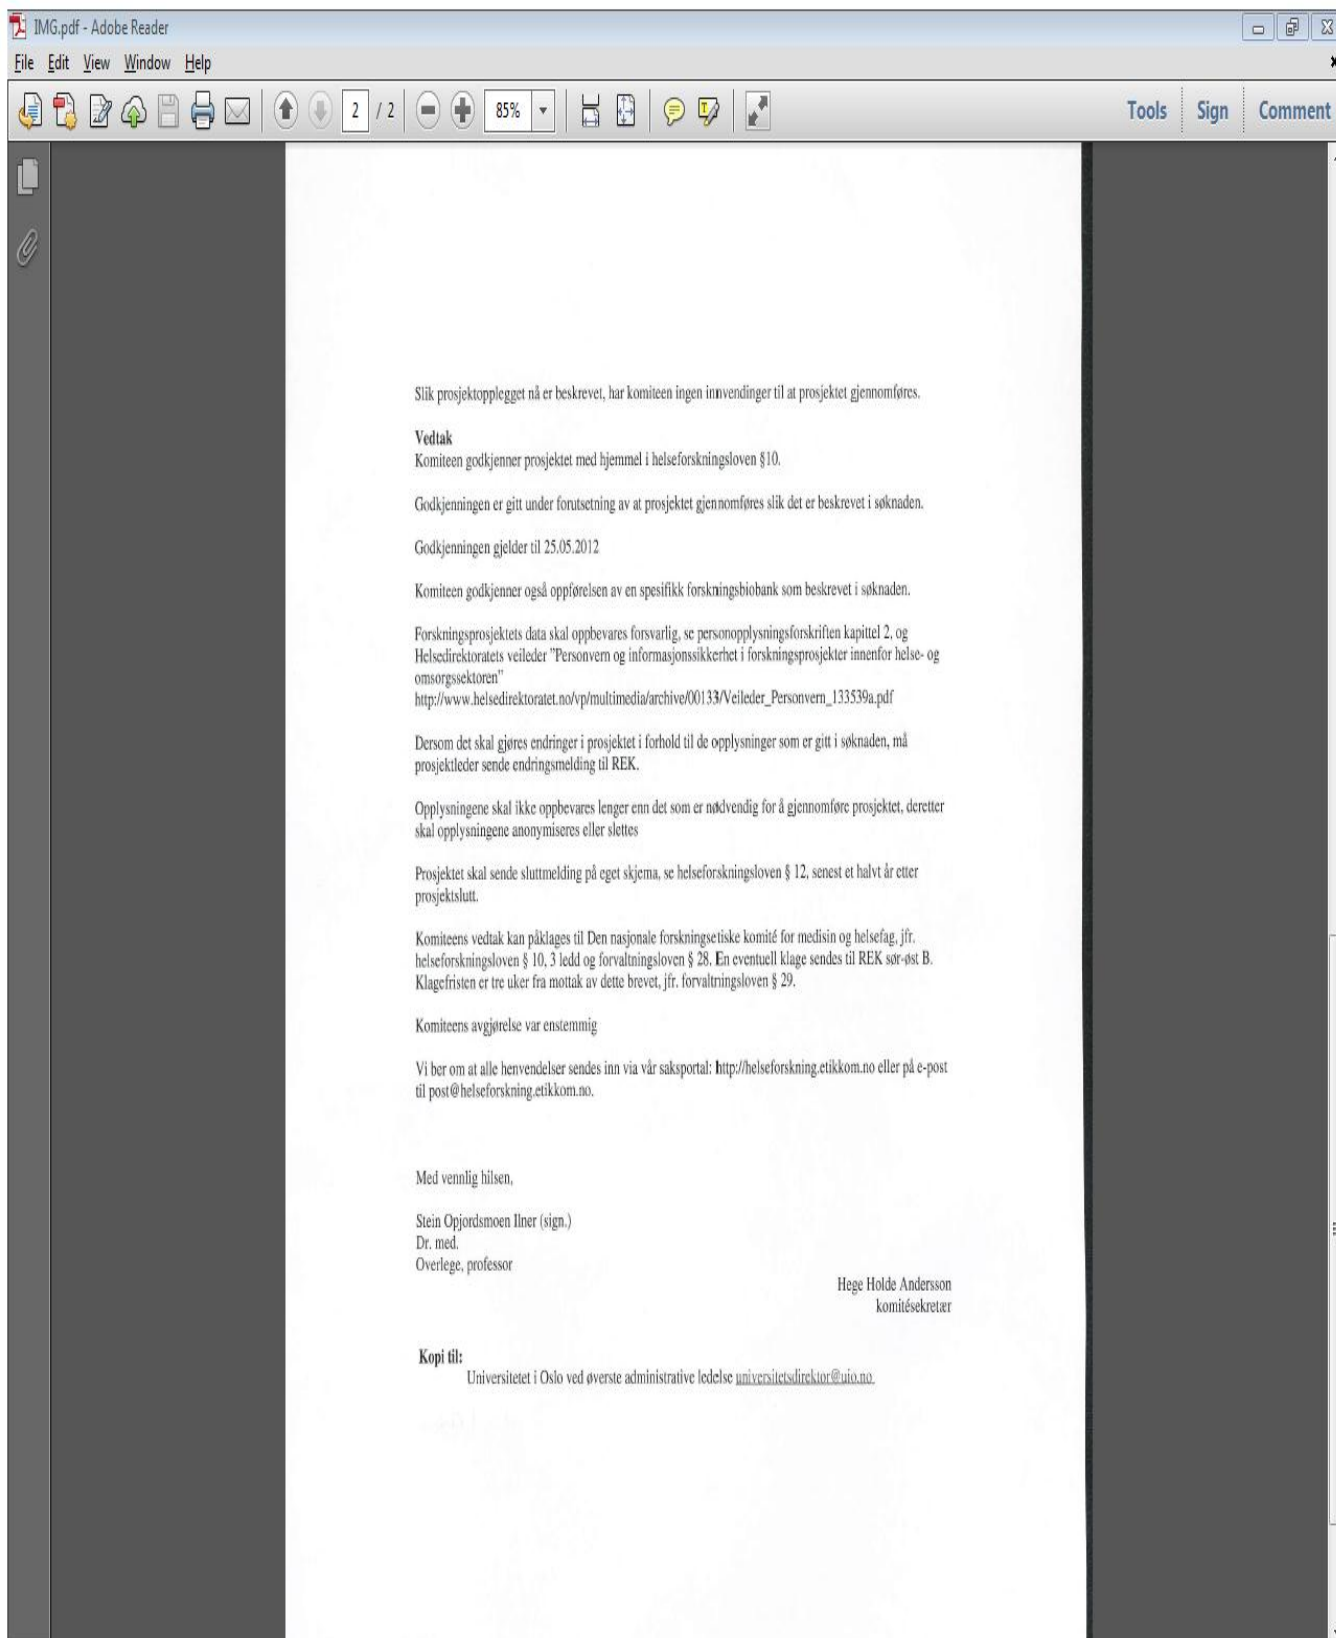 IMG.pdf - Adobe Reader
File Edit View Window Help
2 / 2 85% Tools Sign Comment
Slik prosjektopplegget nå er beskrevet, har komiteen ingen innvendinger til at prosjektet gjennomføres.
Vedtak
Komiteen godkjenner prosjektet med hjemmel i helseforskningsloven §10.
Godkjenningen er gitt under forutsetning av at prosjektet gjennomføres slik det er beskrevet i søknaden.
Godkjenningen gjelder til 25.05.2012
Komiteen godkjenner også oppførelsen av en spesifikk forskningsbiobank som beskrevet i søknaden.
Forskningsprosjektets data skal oppbevares forsvarlig, se personopplysningsforskriften kapittel 2, og
Helsedirektoratets veileder "Personvern og informasjonssikkerhet i forskningsprosjekter innenfor helse- og
omsorgssektoren"
http://www.helsedirektoratet.no/vp/multimedia/archive/00133/Veileder_Personvern_133539a.pdf
Dersom det skal gjøres endringer i prosjektet i forhold til de opplysninger som er gitt i søknaden, må
prosjektleder sende endringsmelding til REK.
Opplysningene skal ikke oppbevares lenger enn det som er nødvendig for å gjennomføre prosjektet, deretter
skal opplysningene anonymiseres eller slettes
Prosjektet skal sende sluttmelding på eget skjema, se helseforskningsloven § 12, senest et halvt år etter
prosjektslutt.
Komiteens vedtak kan påklages til Den nasjonale forskningsetiske komité for medisin og helsefag, jfr.
helseforskningsloven § 10, 3 ledd og forvaltningsloven § 28. En eventuell klage sendes til REK sør-øst B.
Klagefristen er tre uker fra mottak av dette brevet, jfr. forvaltningsloven § 29.
Komiteens avgjørelse var enstemmig
Vi ber om at alle henvendelser sendes inn via vår saksportal: http://helseforskning.etikkom.no eller på e-post
til post@helseforskning.etikkom.no.
Med vennlig hilsen,
Stein Opjordsmoen Ilner (sign.)
Dr. med.
Overlege, professor
Hege Holde Andersson
komitésekretær
Kopi til:
Universitetet i Oslo ved øverste administrative ledelse universitetsdirektor@uio.no